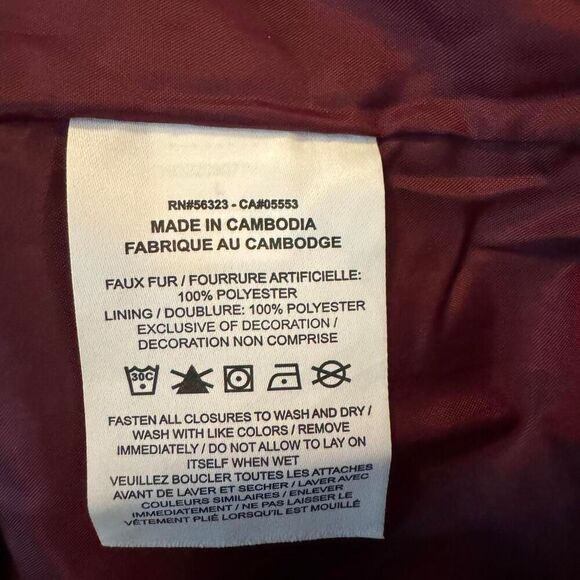 RN#56323 - CA#05553
MADE IN CAMBODIA
FABRIQUE AU CAMBODGE
FAUX FUR / FOURRURE ARTIFICIELLE:
100% POLYESTER
LINING / DOUBLURE: 100% POLYESTER
EXCLUSIVE OF DECORATION /
DECORATION NON COMPRISE
30C
FASTEN ALL CLOSURES TO WASH AND DRY /
WASH WITH LIKE COLORS / REMOVE
IMMEDIATELY / DO NOT ALLOW TO LAY ON
ITSELF WHEN WET
VEUILLEZ BOUCLER TOUTES LES ATTACHES
AVANT DE LAVER ET SECHER / LAVER AVEC
COULEURS SIMILAIRES / ENLEVER
IMMEDIATEMENT / NE PAS LAISSER LE
VÊTEMENT PLIÉ LORSQU'IL EST MOUILLÉ